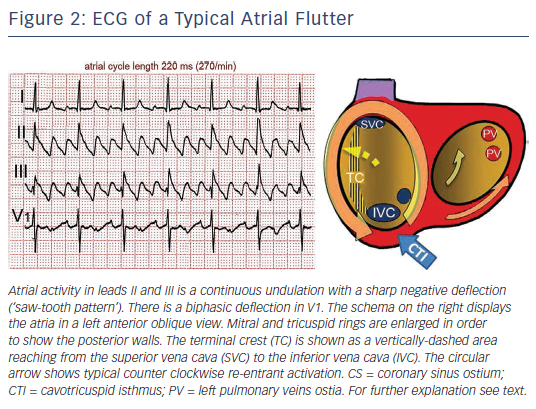 Figure 2: ECG of a Typical Atrial Flutter
atrial cycle length 220 ms (270/min)
I
II
III
V1
SVC
TC
IVC
PV
PV
CTI
Atrial activity in leads II and III is a continuous undulation with a sharp negative deflection
(‘saw-tooth pattern’). There is a biphasic deflection in V1. The schema on the right displays
the atria in a left anterior oblique view. Mitral and tricuspid rings are enlarged in order
to show the posterior walls. The terminal crest (TC) is shown as a vertically-dashed area
reaching from the superior vena cava (SVC) to the inferior vena cava (IVC). The circular
arrow shows typical counter clockwise re-entrant activation. CS = coronary sinus ostium;
CTI = cavotricuspid isthmus; PV = left pulmonary veins ostia. For further explanation see text.